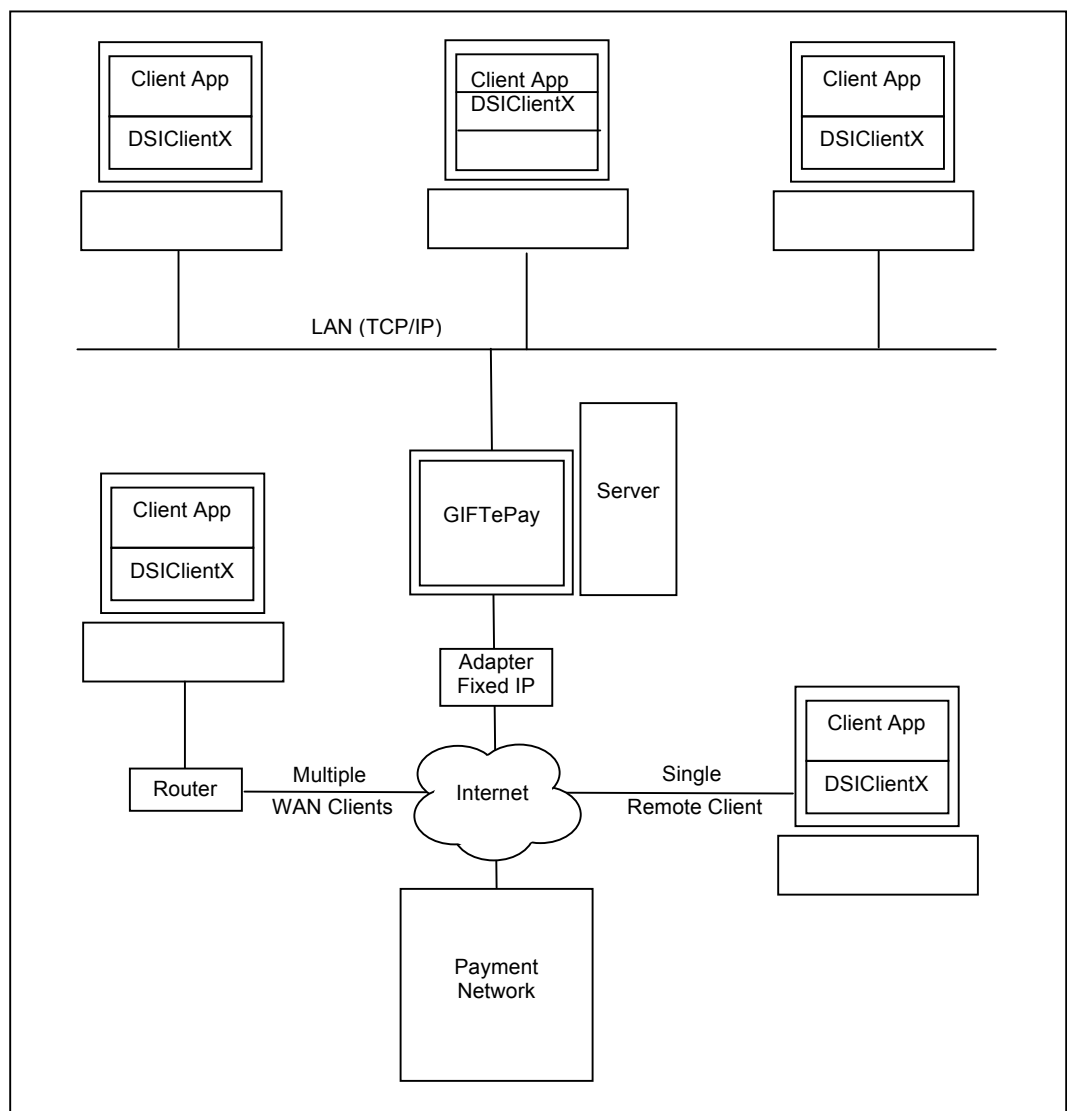 Client App
DSIClientX
Client App
DSIClientX
Client App
DSIClientX
LAN (TCP/IP)
GIFTePay
Server
Client App
DSIClientX
Adapter
Fixed IP
Client App
DSIClientX
Router
Multiple
WAN Clients
Internet
Single
Remote Client
Payment
Network